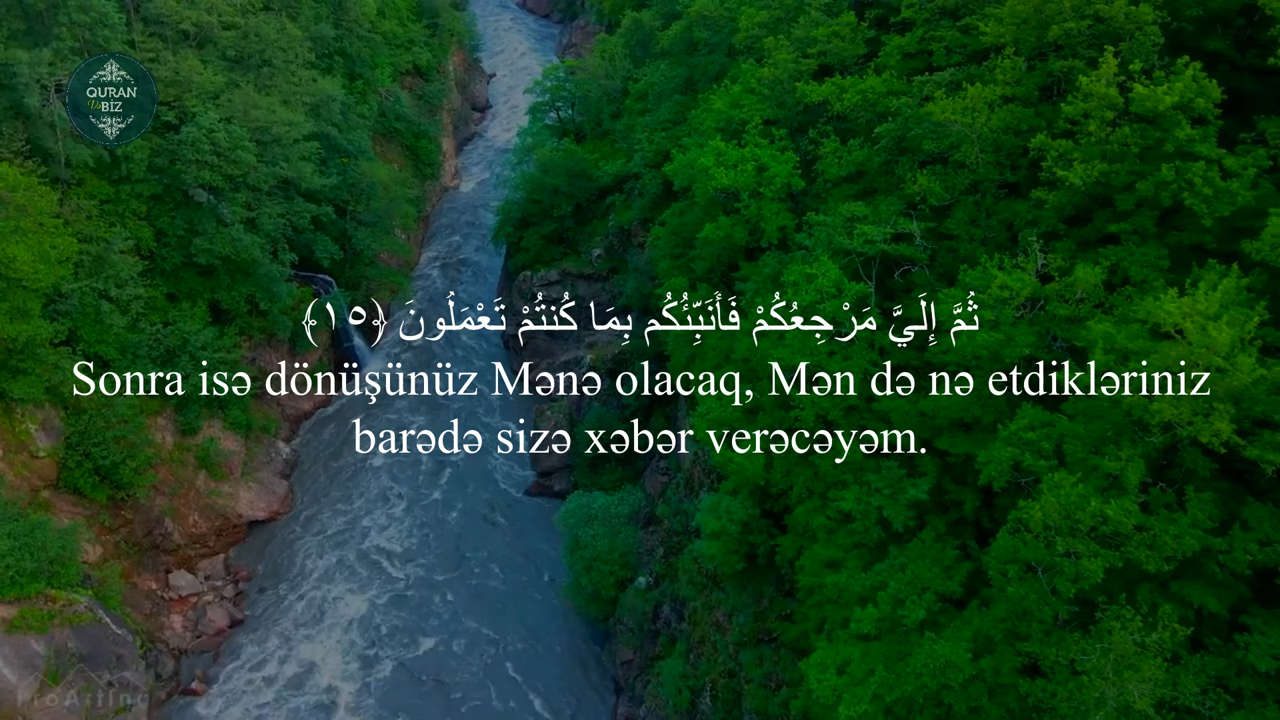 QURAN
Və BİZ
ثُمَّ إِلَيَّ مَرْجِعُكُمْ فَأُنَبِّئُكُم بِمَا كُنتُمْ تَعْمَلُونَ ﴿١٥﴾
Sonra isə dönüşünüz Mənə olacaq, Mən də nə etdikləriniz
barədə sizə xəbər verəcəyəm.
ProArtInc